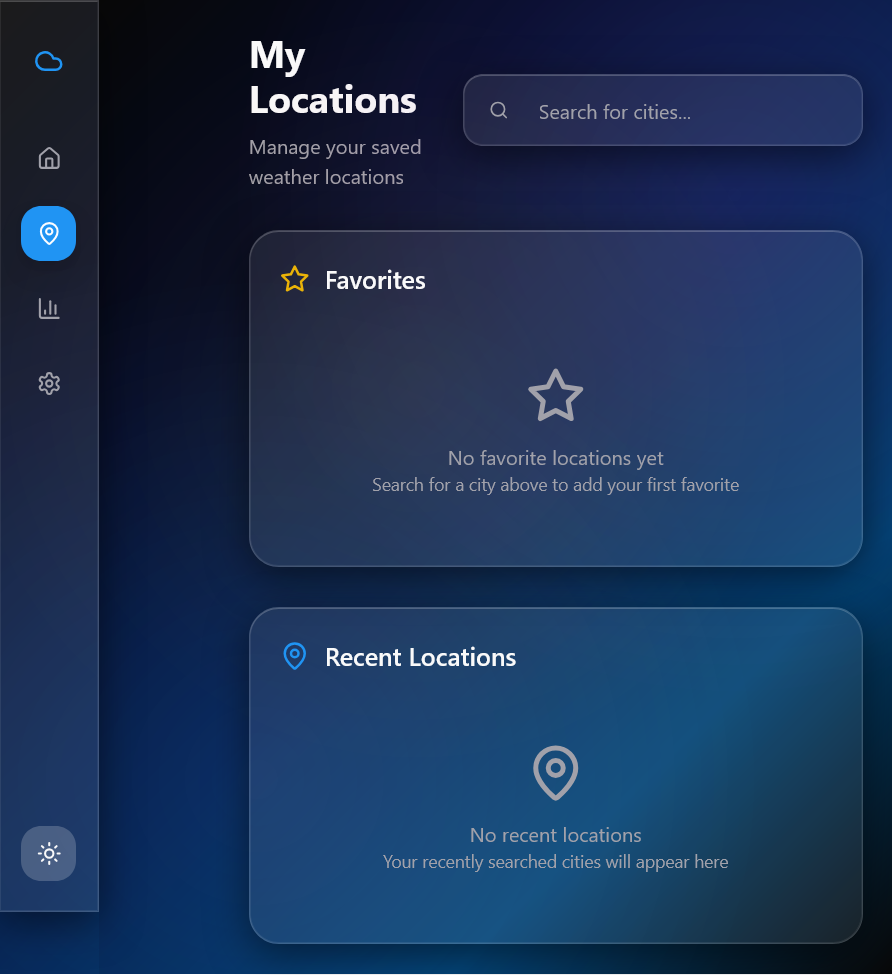 My
Locations
Manage your saved
weather locations
Search for cities...
Favorites
No favorite locations yet
Search for a city above to add your first favorite
Recent Locations
No recent locations
Your recently searched cities will appear here